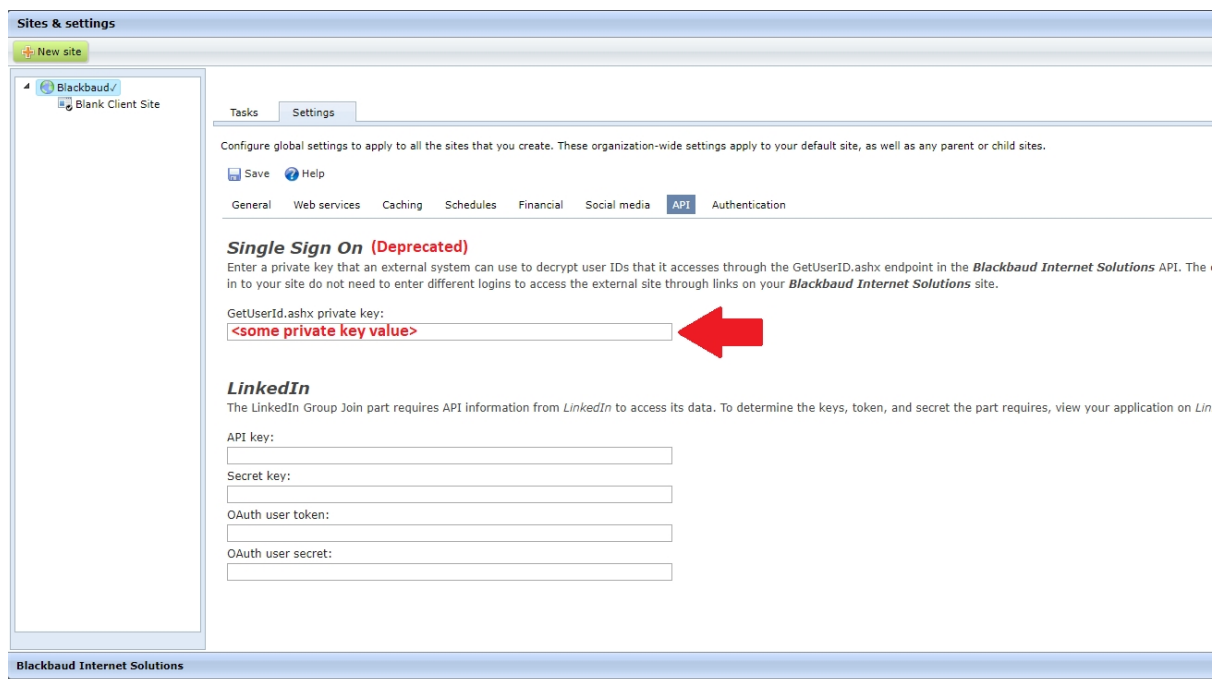 Sites & settings
New site
Blackbaud✓
Blank Client Site
Tasks Settings
Configure global settings to apply to all the sites that you create. These organization-wide settings apply to your default site, as well as any parent or child sites.
Save Help
General Web services Caching Schedules Financial Social media API Authentication
Single Sign On (Deprecated)
Enter a private key that an external system can use to decrypt user IDs that it accesses through the GetUserID.ashx endpoint in the Blackbaud Internet Solutions API. The
in to your site do not need to enter different logins to access the external site through links on your Blackbaud Internet Solutions site.
GetUserId.ashx private key:
<some private key value>
LinkedIn
The LinkedIn Group Join part requires API information from LinkedIn to access its data. To determine the keys, token, and secret the part requires, view your application on Lin
API key:
Secret key:
OAuth user token:
OAuth user secret:
Blackbaud Internet Solutions